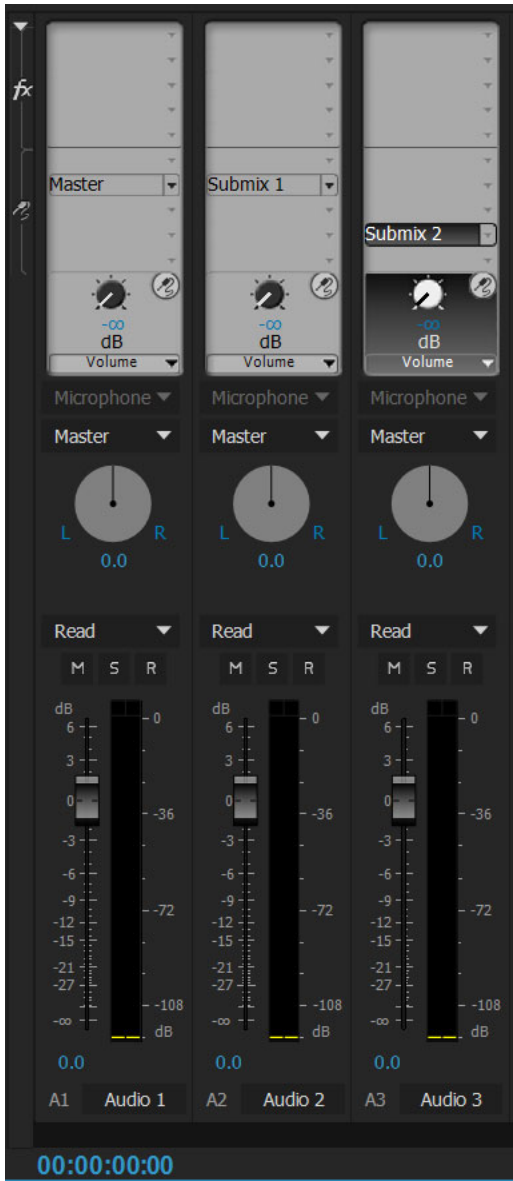 fx
Master Submix 1
Submix 2
-∞ -∞ -∞
dB dB dB
Volume Volume Volume
Microphone Microphone Microphone
Master Master Master
L R L R L R
0.0 0.0 0.0
Read Read Read
M S R M S R M S R
dB dB dB
6 0 6 0 6 0
3 3 3
0 -36 0 -36 0 -36
-3 -3 -3
-6 -6 -6
-9 -72 -9 -72 -9 -72
-12 -12 -12
-15 -15 -15
-21 -21 -21
-27 -27 -27
-108 -108 -108
-∞ dB -∞ dB -∞ dB
0.0 0.0 0.0
A1 Audio 1 A2 Audio 2 A3 Audio 3
00:00:00:00